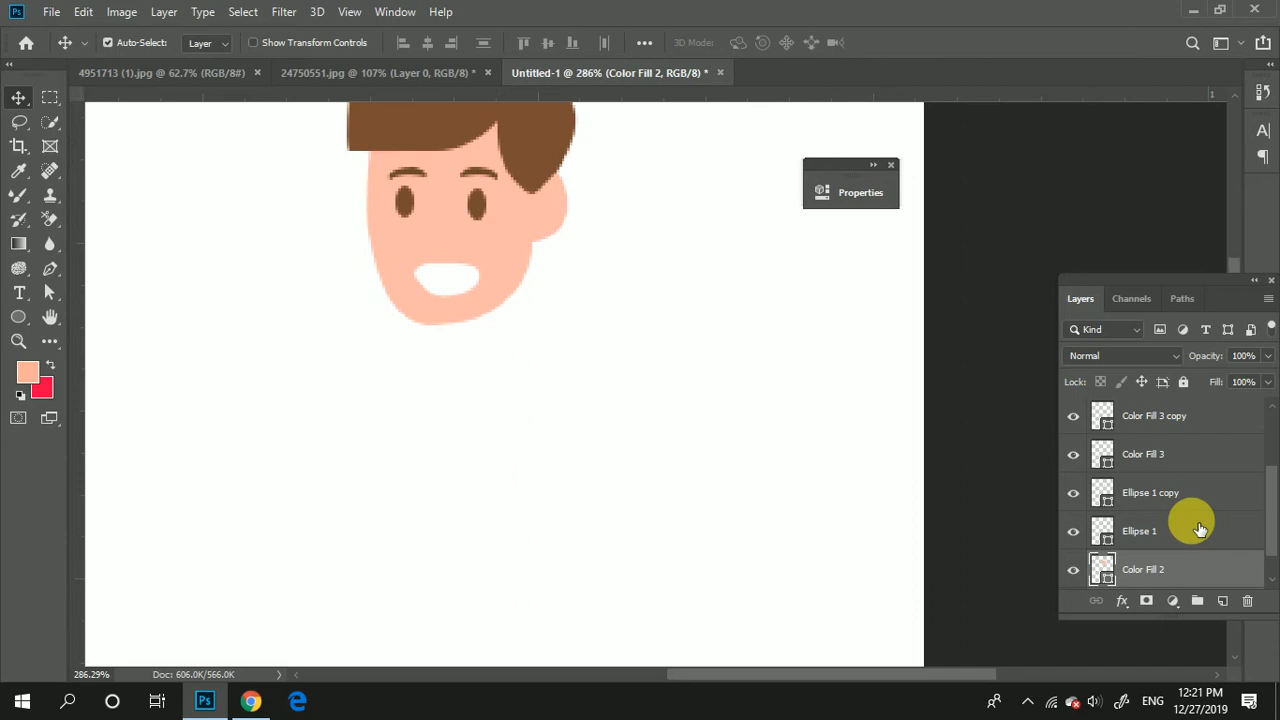 Ps File Edit Image Layer Type Select Filter 3D View Window Help
Auto-Select: Layer Show Transform Controls 3D Mode:
4951713 (1).jpg @ 62.7% (RGB/8#) 24750551.jpg @ 107% (Layer 0, RGB/8) * Untitled-1 @ 286% (Color Fill 2, RGB/8) *
1
Properties
Layers Channels Paths
Kind
Normal Opacity: 100%
Lock: Fill: 100%
Color Fill 3 copy
Color Fill 3
Ellipse 1 copy
Ellipse 1
Color Fill 2
fx
286.29% Doc: 606.0K/566.0K
Ps ENG 12:21 PM
12/27/2019